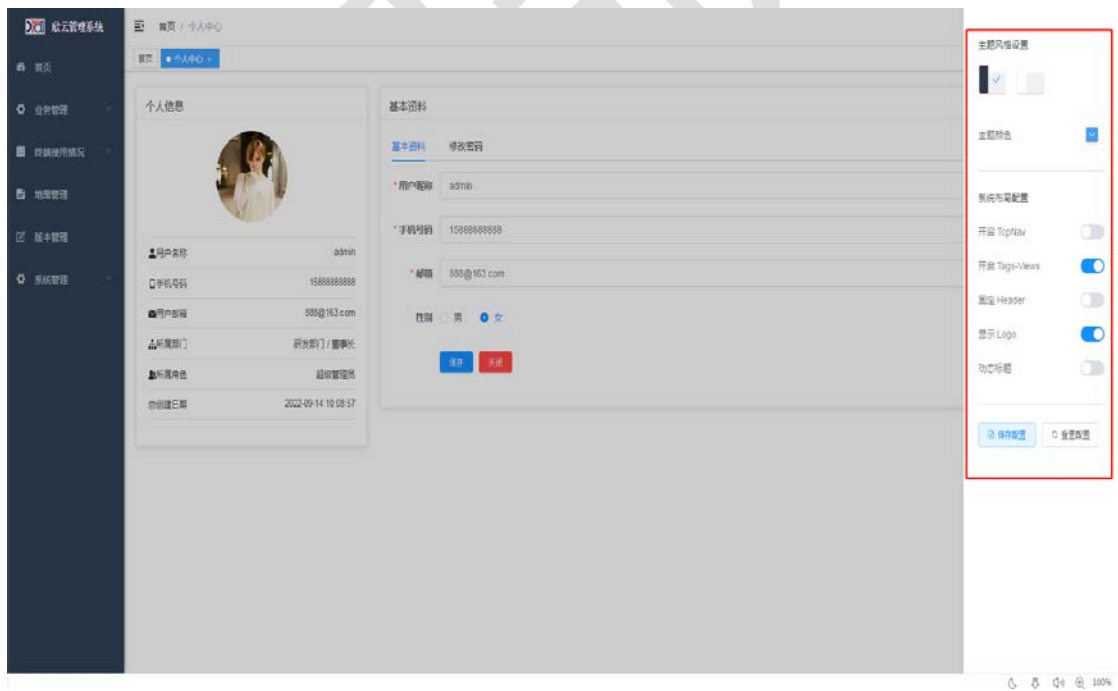 欣云管理系统
首页 / 个人中心
首页
个人中心 ×
首页
业务管理
终端使用情况
地图管理
版本管理
系统管理
个人信息
用户名称 admin
手机号码 15888888888
用户邮箱 888@163.com
所属部门 研发部门 / 董事长
所属角色 超级管理员
创建日期 2022-09-14 10:08:57
基本资料
基本资料 修改密码
* 用户昵称 admin
* 手机号码 15888888888
* 邮箱 888@163.com
性别 男 女
保存 关闭
主题风格设置
主题颜色
系统布局配置
开启 TopNav
开启 Tags-Views
固定 Header
显示 Logo
动态标题
保存配置 重置配置
100%